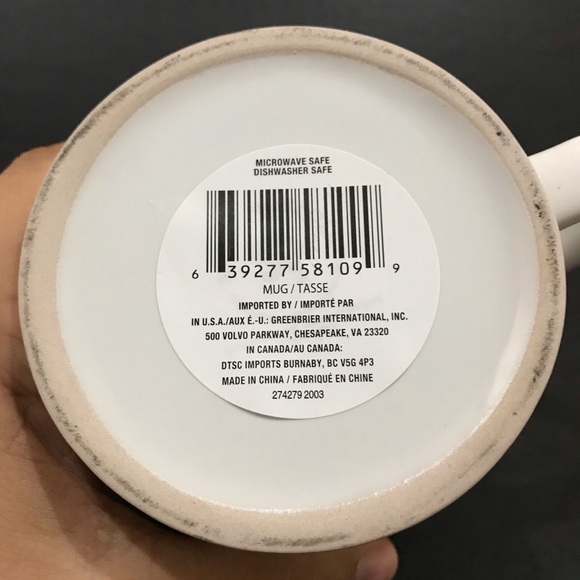 MICROWAVE SAFE
DISHWASHER SAFE
6 39277 58109 9
MUG / TASSE
IMPORTED BY / IMPORTÉ PAR
IN U.S.A./AUX É.-U.: GREENBRIER INTERNATIONAL, INC.
500 VOLVO PARKWAY, CHESAPEAKE, VA 23320
IN CANADA/AU CANADA:
DTSC IMPORTS BURNABY, BC V5G 4P3
MADE IN CHINA / FABRIQUÉ EN CHINE
274279 2003